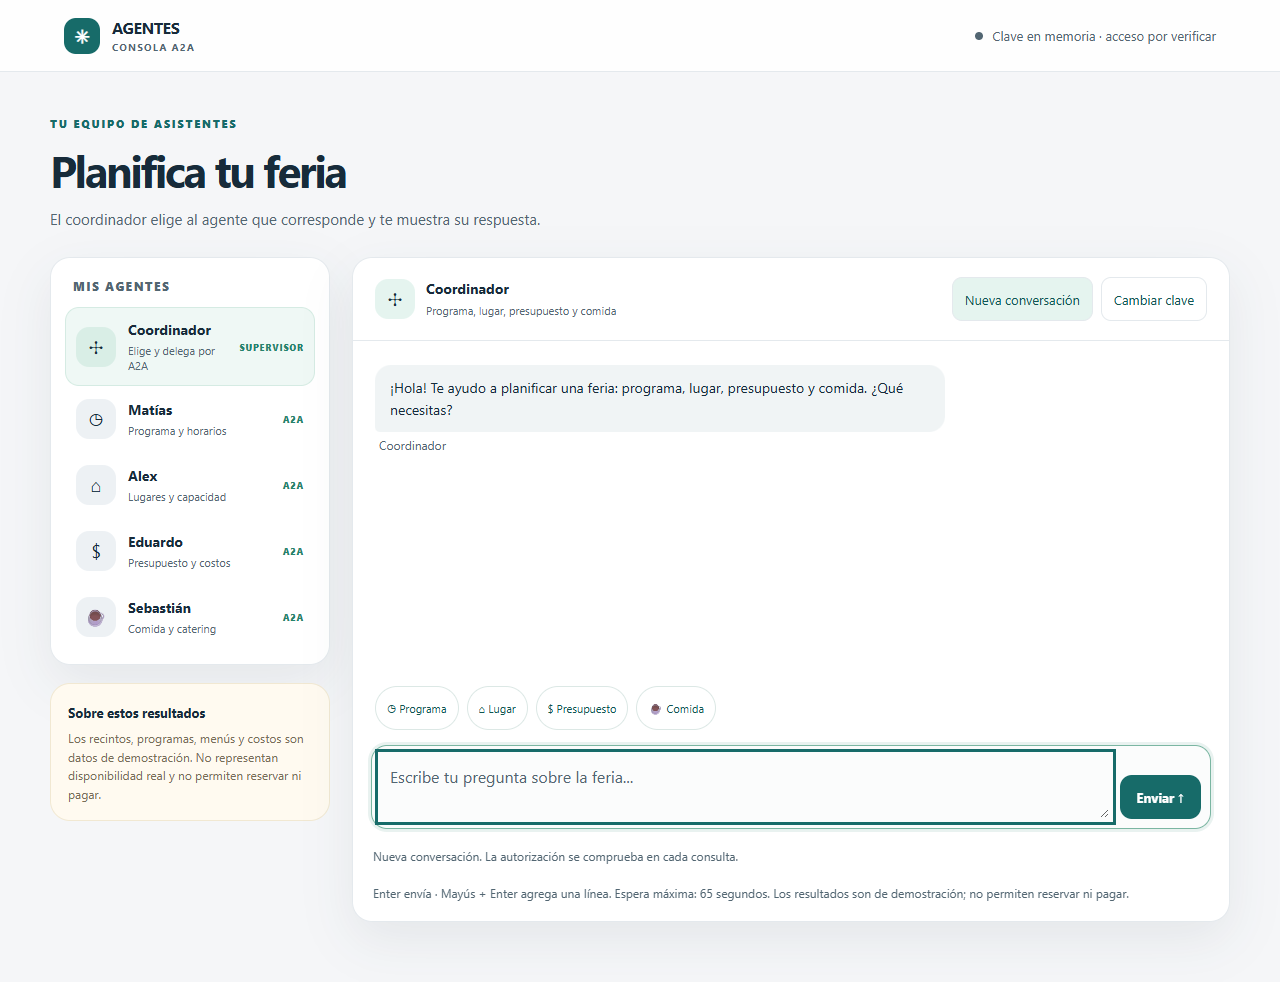 AGENTES
CONSOLA A2A
Clave en memoria · acceso por verificar
TU EQUIPO DE ASISTENTES
Planifica tu feria
El coordinador elige al agente que corresponde y te muestra su respuesta.
MIS AGENTES
Coordinador
Elige y delega por
A2A
SUPERVISOR
Matías
Programa y horarios
A2A
Alex
Lugares y capacidad
A2A
$
Eduardo
Presupuesto y costos
A2A
Sebastián
Comida y catering
A2A
Sobre estos resultados
Los recintos, programas, menús y costos son
datos de demostración. No representan
disponibilidad real y no permiten reservar ni
pagar.
Coordinador
Programa, lugar, presupuesto y comida
Nueva conversación
Cambiar clave
¡Hola! Te ayudo a planificar una feria: programa, lugar, presupuesto y comida. ¿Qué
necesitas?
Coordinador
Programa
Lugar
$ Presupuesto
Comida
Escribe tu pregunta sobre la feria...
Enviar ↑
Nueva conversación. La autorización se comprueba en cada consulta.
Enter envía · Mayús + Enter agrega una línea. Espera máxima: 65 segundos. Los resultados son de demostración; no permiten reservar ni pagar.